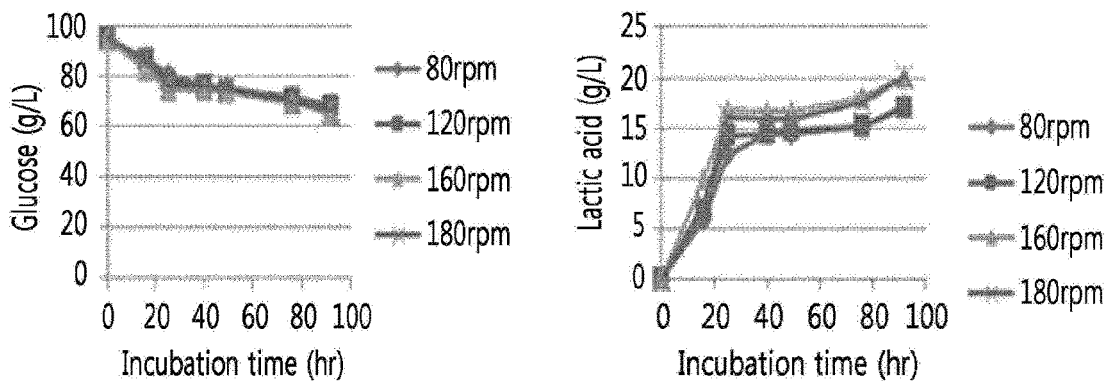 Glucose (g/L)
100
80
60
40
20
0
0 20 40 60 80 100
Incubation time (hr)
80rpm
120rpm
160rpm
180rpm
Lactic acid (g/L)
25
20
15
10
5
0
0 20 40 60 80 100
Incubation time (hr)
80rpm
120rpm
160rpm
180rpm